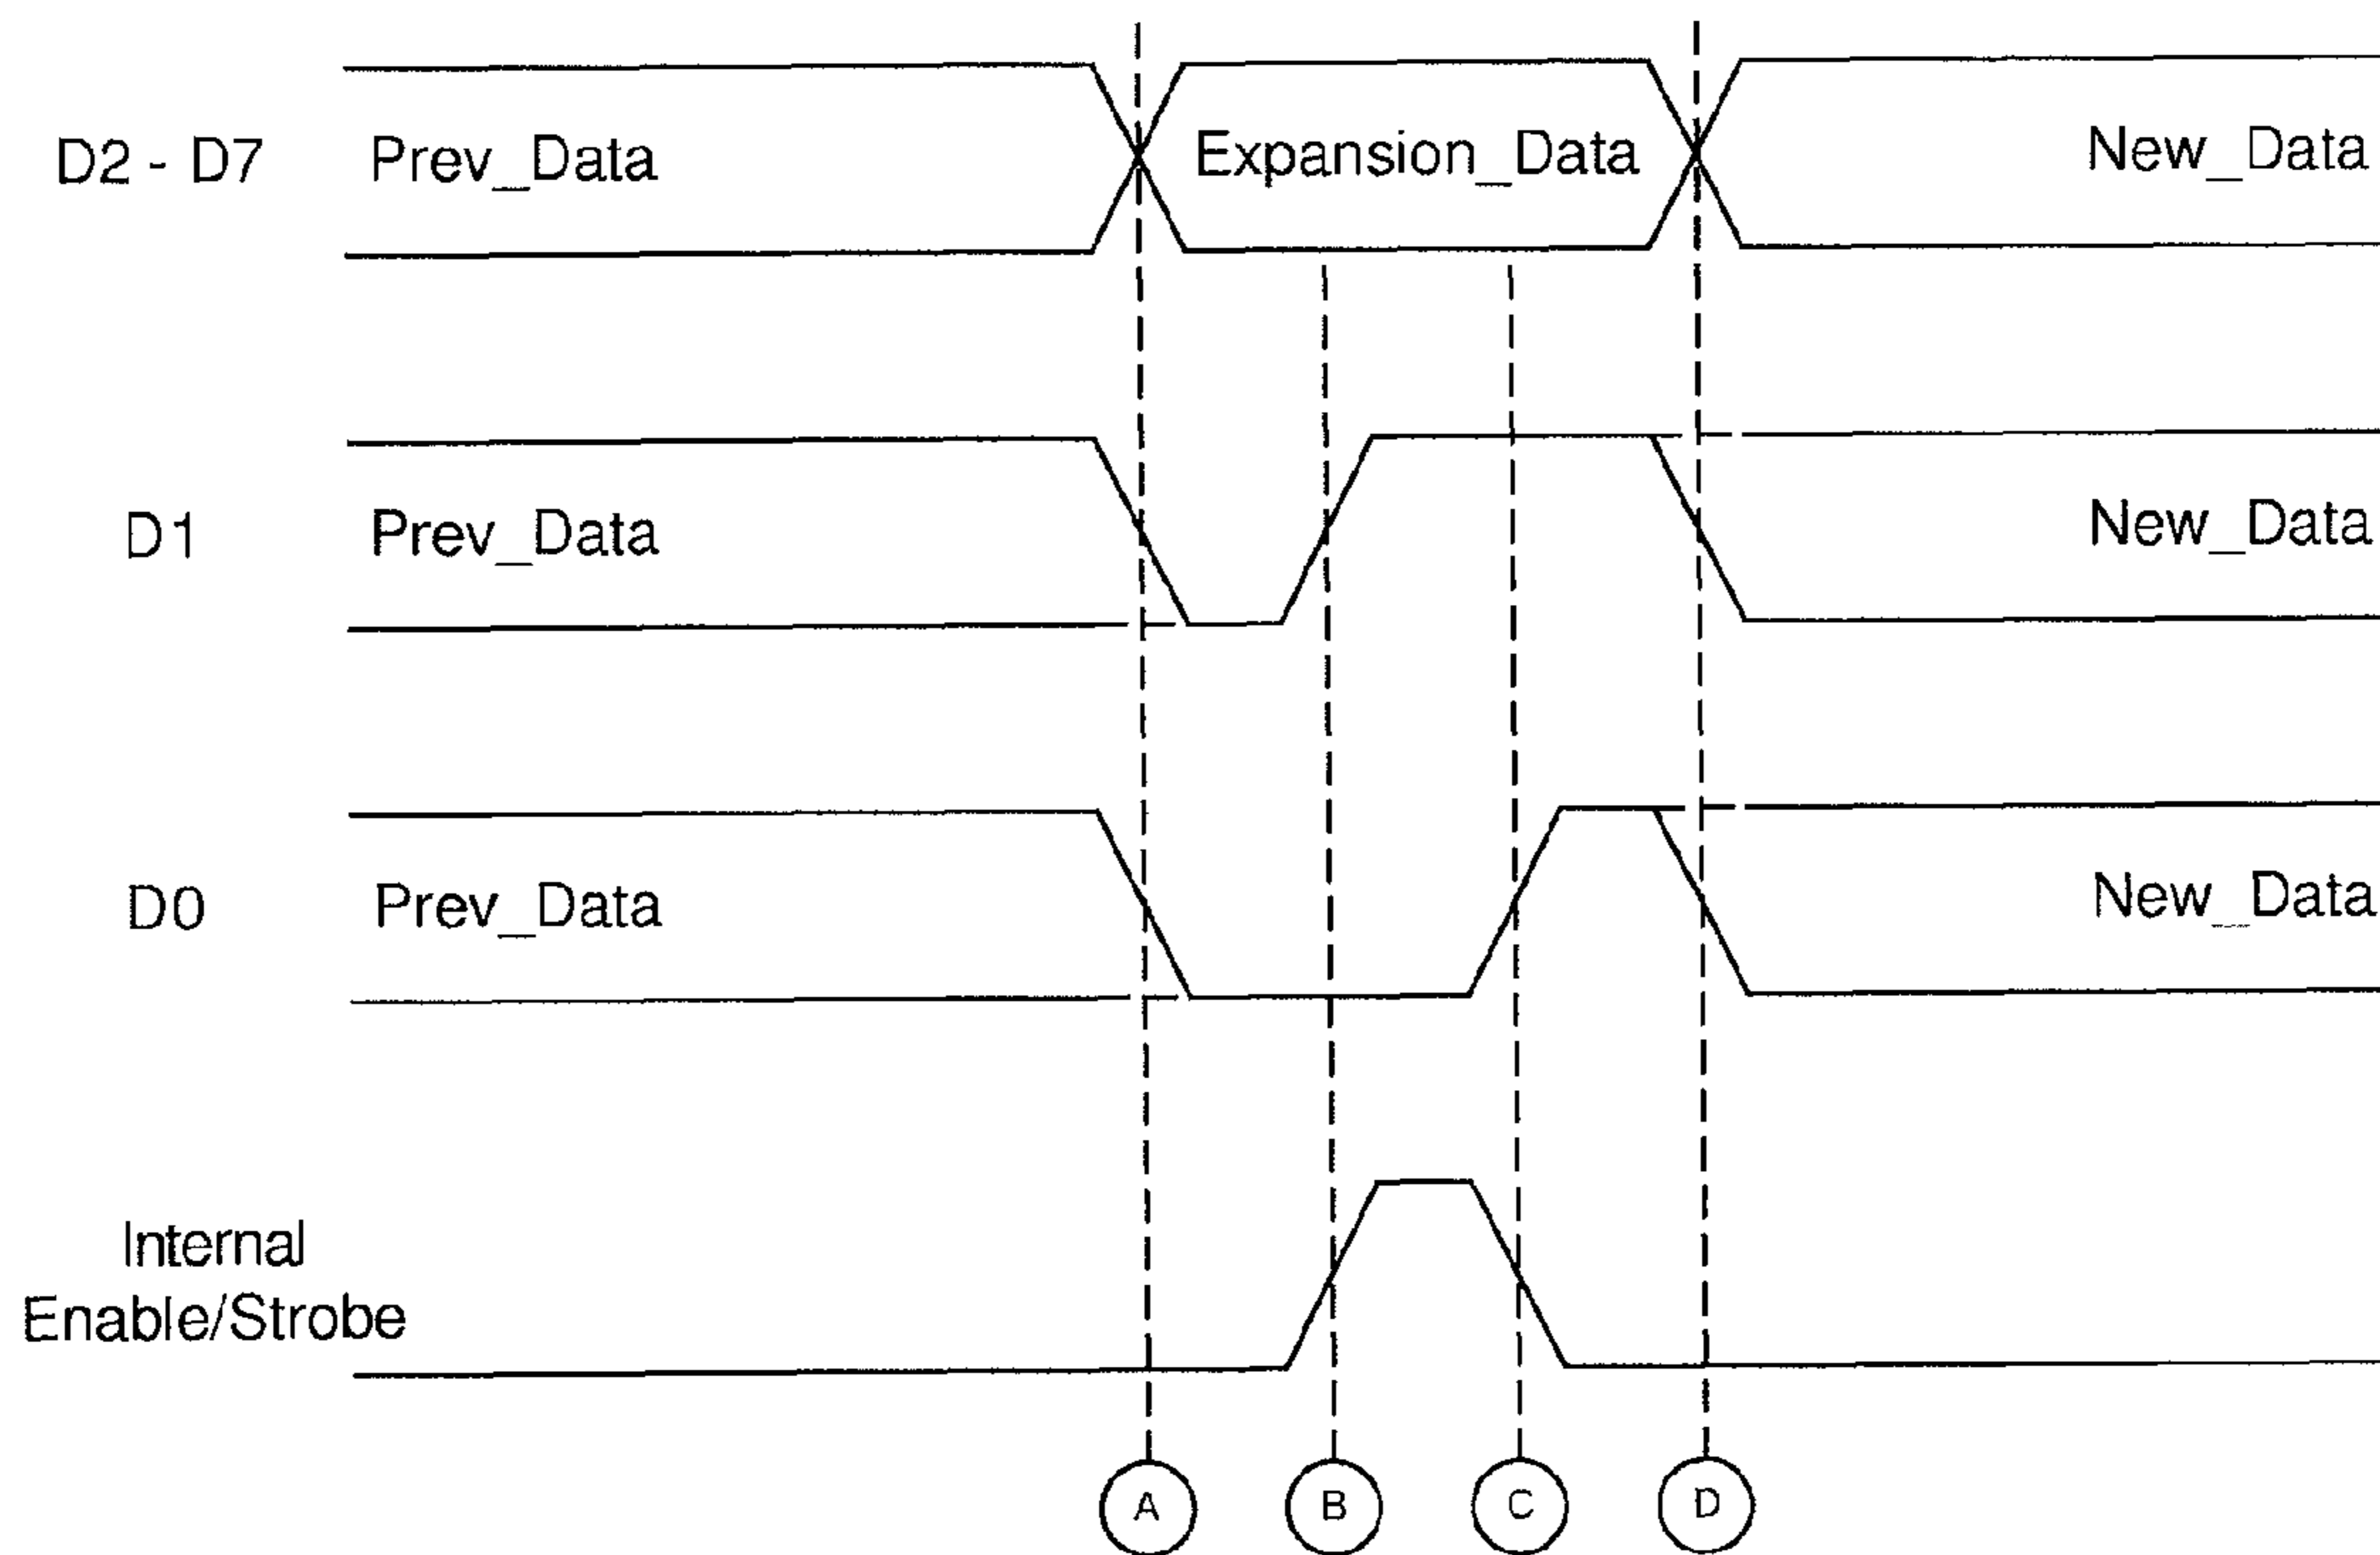 D2 - D7 Prev_Data Expansion_Data New_Data
D1 Prev_Data New_Data
D0 Prev_Data New_Data
Internal
Enable/Strobe
A B C D